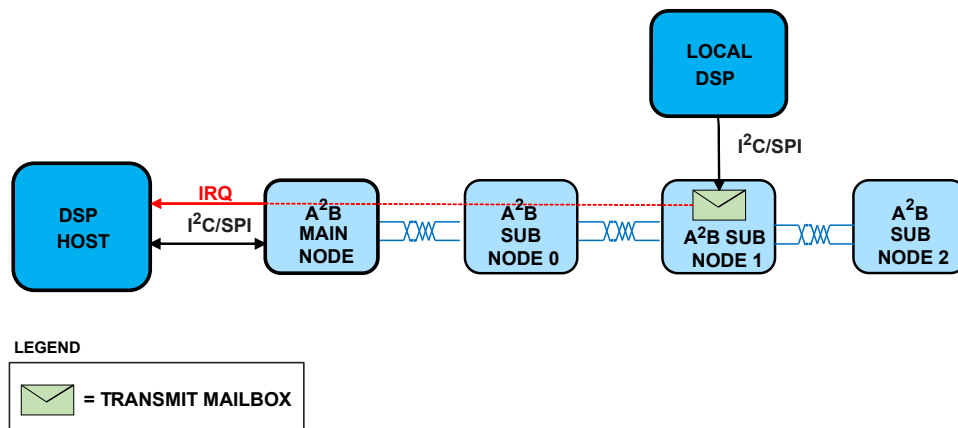 LOCAL
DSP
I²C/SPI
DSP
HOST
IRQ
I²C/SPI
A²B
MAIN
NODE
A²B
SUB
NODE 0
A²B SUB
NODE 1
A²B
SUB
NODE 2
LEGEND
= TRANSMIT MAILBOX